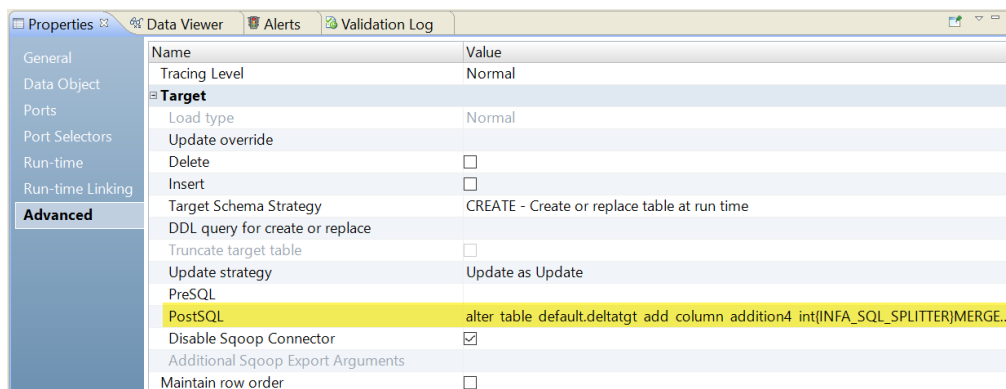 Properties Data Viewer Alerts Validation Log
General
Data Object
Ports
Port Selectors
Run-time
Run-time Linking
Advanced
Name Value
Tracing Level Normal
Target
Load type Normal
Update override
Delete
Insert
Target Schema Strategy CREATE - Create or replace table at run time
DDL query for create or replace
Truncate target table
Update strategy Update as Update
PreSQL
PostSQL alter table default.deltatgt add column addition4 int{INFA_SQL_SPLITTER}MERGE...
Disable Sqoop Connector
Additional Sqoop Export Arguments
Maintain row order